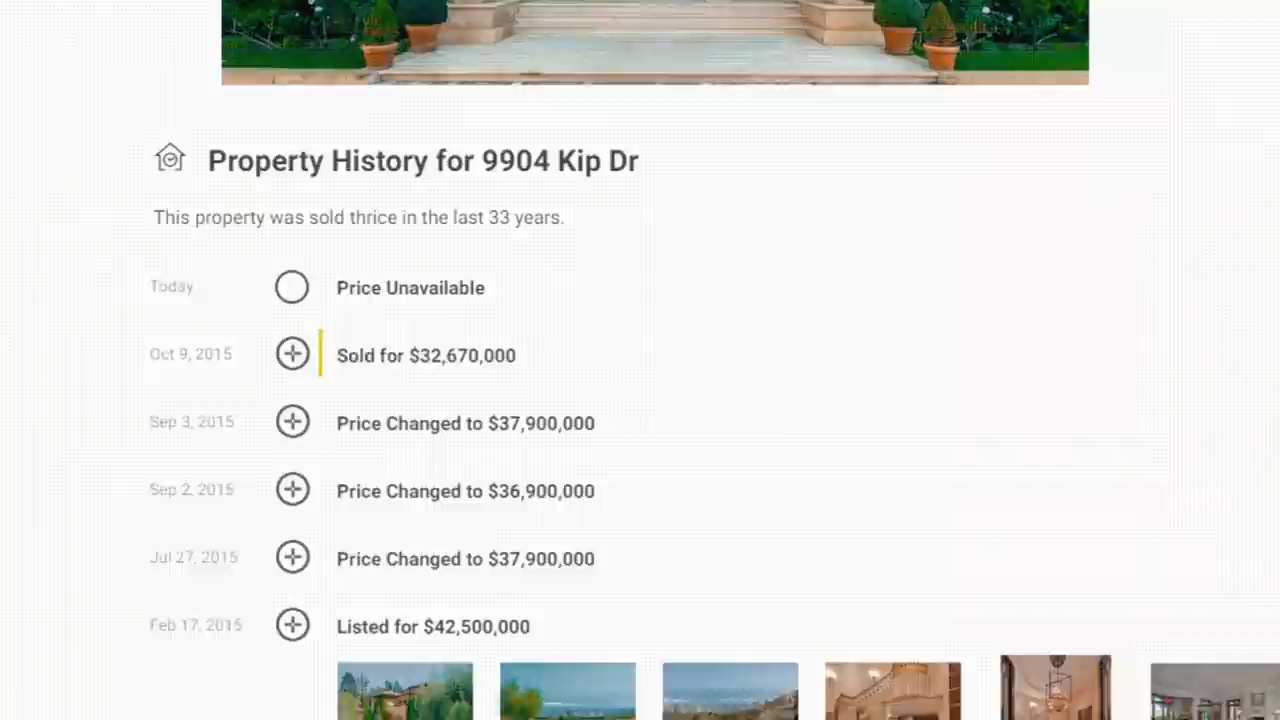 Property History for 9904 Kip Dr
This property was sold thrice in the last 33 years.
Today Price Unavailable
Oct 9, 2015 Sold for $32,670,000
Sep 3, 2015 Price Changed to $37,900,000
Sep 2, 2015 Price Changed to $36,900,000
Jul 27, 2015 Price Changed to $37,900,000
Feb 17, 2015 Listed for $42,500,000